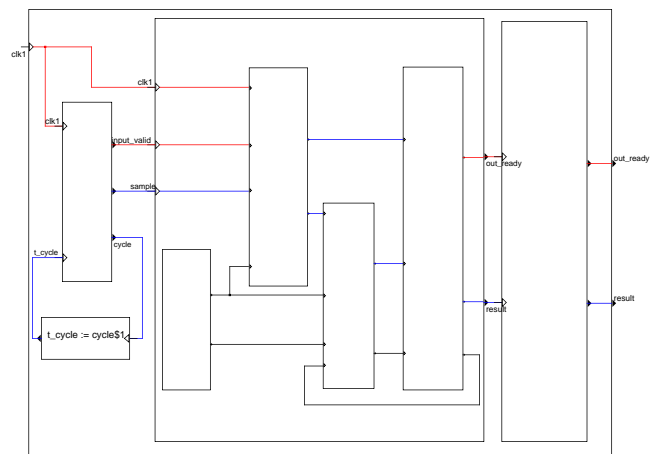 clk1
clk1
clk1
input_valid
sample
cycle
t_cycle
t_cycle := cycle$1
out_ready
result
out_ready
result